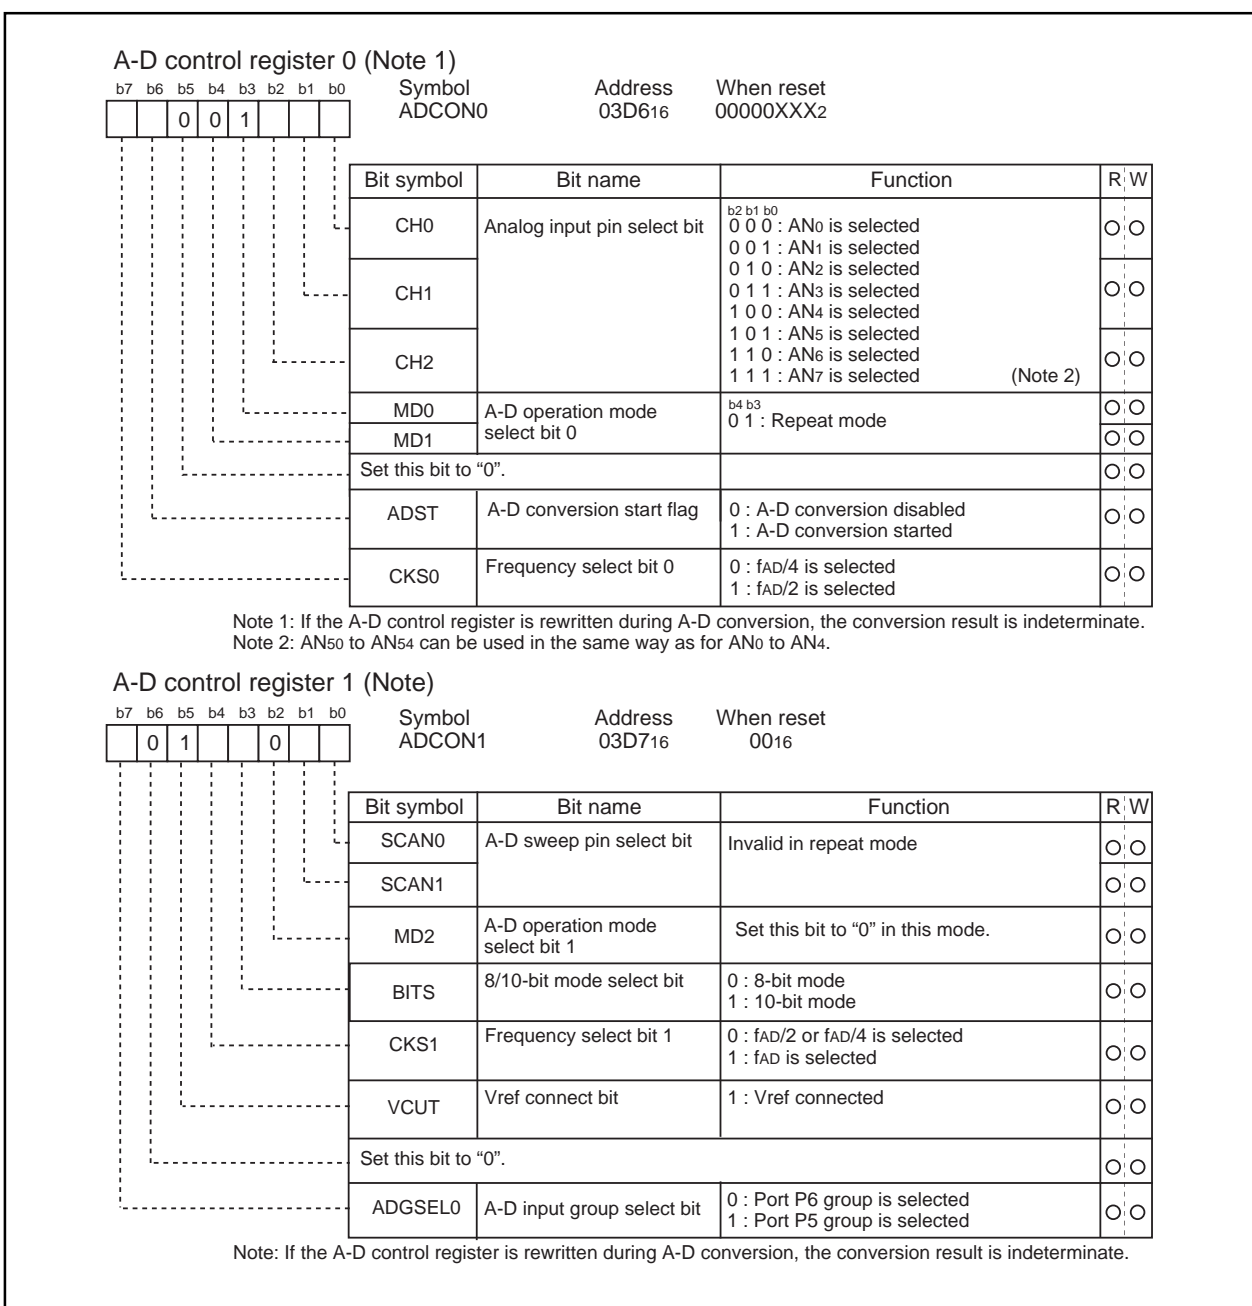 A-D control register 0 (Note 1)
b7 b6 b5 b4 b3 b2 b1 b0
Symbol Address When reset
ADCON0 03D616 00000XXX2
0 0 1
Bit symbol Bit name Function R W
CH0 Analog input pin select bit
b2 b1 b0
0 0 0 : AN0 is selected
0 0 1 : AN1 is selected
0 1 0 : AN2 is selected
CH1
0 1 1 : AN3 is selected
1 0 0 : AN4 is selected
1 0 1 : AN5 is selected
CH2
1 1 0 : AN6 is selected
1 1 1 : AN7 is selected (Note 2)
MD0 A-D operation mode
select bit 0
b4 b3
0 1 : Repeat mode
MD1
Set this bit to “0”.
ADST A-D conversion start flag
0 : A-D conversion disabled
1 : A-D conversion started
CKS0 Frequency select bit 0
0 : fAD/4 is selected
1 : fAD/2 is selected
Note 1: If the A-D control register is rewritten during A-D conversion, the conversion result is indeterminate.
Note 2: AN50 to AN54 can be used in the same way as for AN0 to AN4.
A-D control register 1 (Note)
b7 b6 b5 b4 b3 b2 b1 b0
Symbol Address When reset
ADCON1 03D716 0016
0 1 0
Bit symbol Bit name Function R W
SCAN0 A-D sweep pin select bit Invalid in repeat mode
SCAN1
MD2 A-D operation mode
select bit 1
Set this bit to “0” in this mode.
BITS 8/10-bit mode select bit
0 : 8-bit mode
1 : 10-bit mode
CKS1 Frequency select bit 1
0 : fAD/2 or fAD/4 is selected
1 : fAD is selected
VCUT Vref connect bit 1 : Vref connected
Set this bit to “0”.
ADGSEL0 A-D input group select bit
0 : Port P6 group is selected
1 : Port P5 group is selected
Note: If the A-D control register is rewritten during A-D conversion, the conversion result is indeterminate.